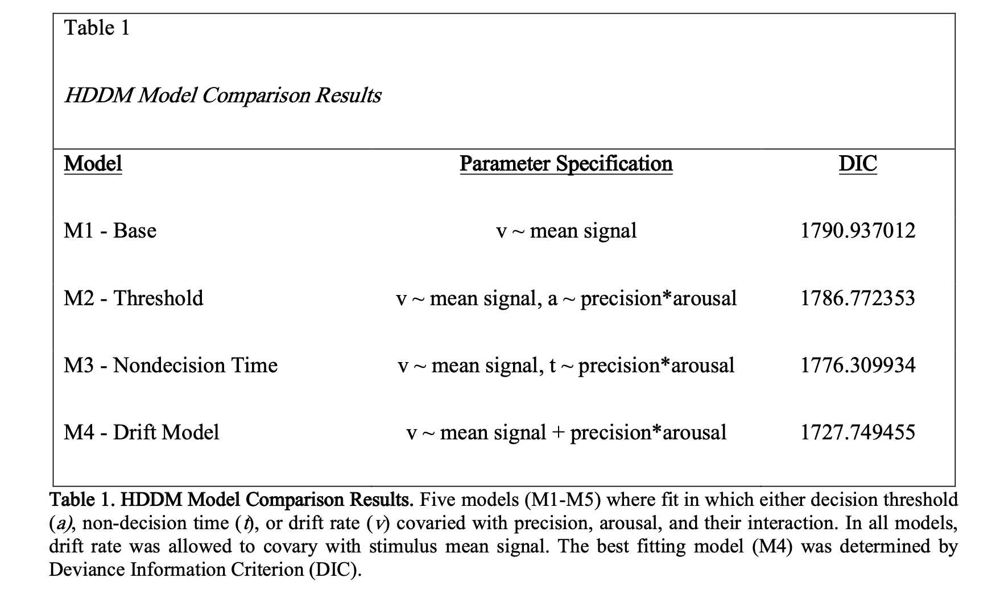 Table 1
HDDM Model Comparison Results
Model Parameter Specification DIC
M1 - Base v ~ mean signal 1790.937012
M2 - Threshold v ~ mean signal, a ~ precision*arousal 1786.772353
M3 - Nondecision Time v ~ mean signal, t ~ precision*arousal 1776.309934
M4 - Drift Model v ~ mean signal + precision*arousal 1727.749455
Table 1. HDDM Model Comparison Results. Five models (M1-M5) where fit in which either decision threshold
(a), non-decision time (t), or drift rate (v) covaried with precision, arousal, and their interaction. In all models,
drift rate was allowed to covary with stimulus mean signal. The best fitting model (M4) was determined by
Deviance Information Criterion (DIC).